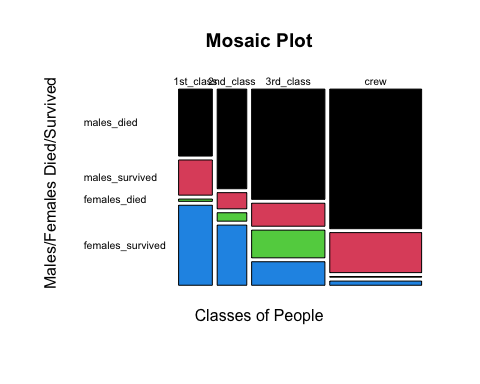 Mosaic Plot
1st_class 2nd_class 3rd_class crew
males_died
males_survived
females_died
females_survived
Males/Females Died/Survived
Classes of People